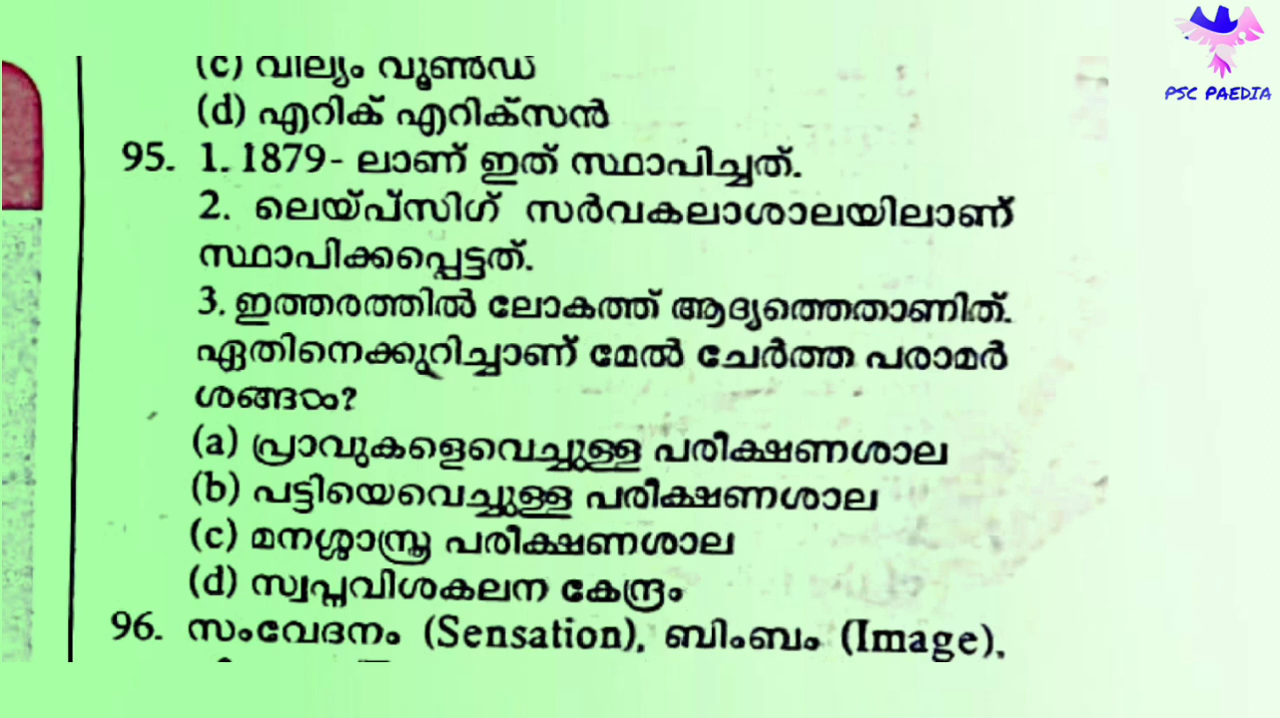 PSC PAEDIA
(c) വില്യം വൂണ്ഡ്
(d) എറിക് എറിക്സൻ
95. 1. 1879- ലാണ് ഇത് സ്ഥാപിച്ചത്.
2. ലെയ്പ്സിഗ് സർവകലാശാലയിലാണ്
സ്ഥാപിക്കപ്പെട്ടത്.
3. ഇത്തരത്തിൽ ലോകത്ത് ആദ്യത്തെതാണിത്.
ഏതിനെക്കുറിച്ചാണ് മേൽ ചേർത്ത പരാമർ
ശങ്ങൾ?
(a) പ്രാവുകളെവെച്ചുള്ള പരീക്ഷണശാല
(b) പട്ടിയെവെച്ചുള്ള പരീക്ഷണശാല
(c) മനശ്ശാസ്ത്ര പരീക്ഷണശാല
(d) സ്വപ്നവിശകലന കേന്ദ്രം
96. സംവേദനം (Sensation), ബിംബം (Image),